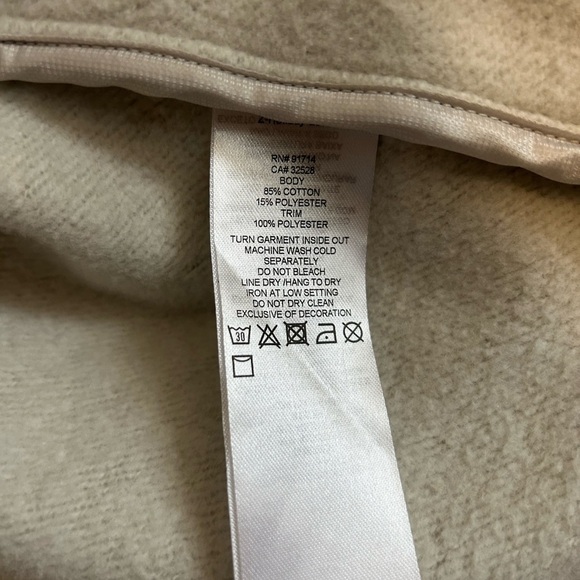 RN# 91714
CA# 32528
BODY
85% COTTON
15% POLYESTER
TRIM
100% POLYESTER
TURN GARMENT INSIDE OUT
MACHINE WASH COLD
SEPARATELY
DO NOT BLEACH
LINE DRY /HANG TO DRY
IRON AT LOW SETTING
DO NOT DRY CLEAN
EXCLUSIVE OF DECORATION
30